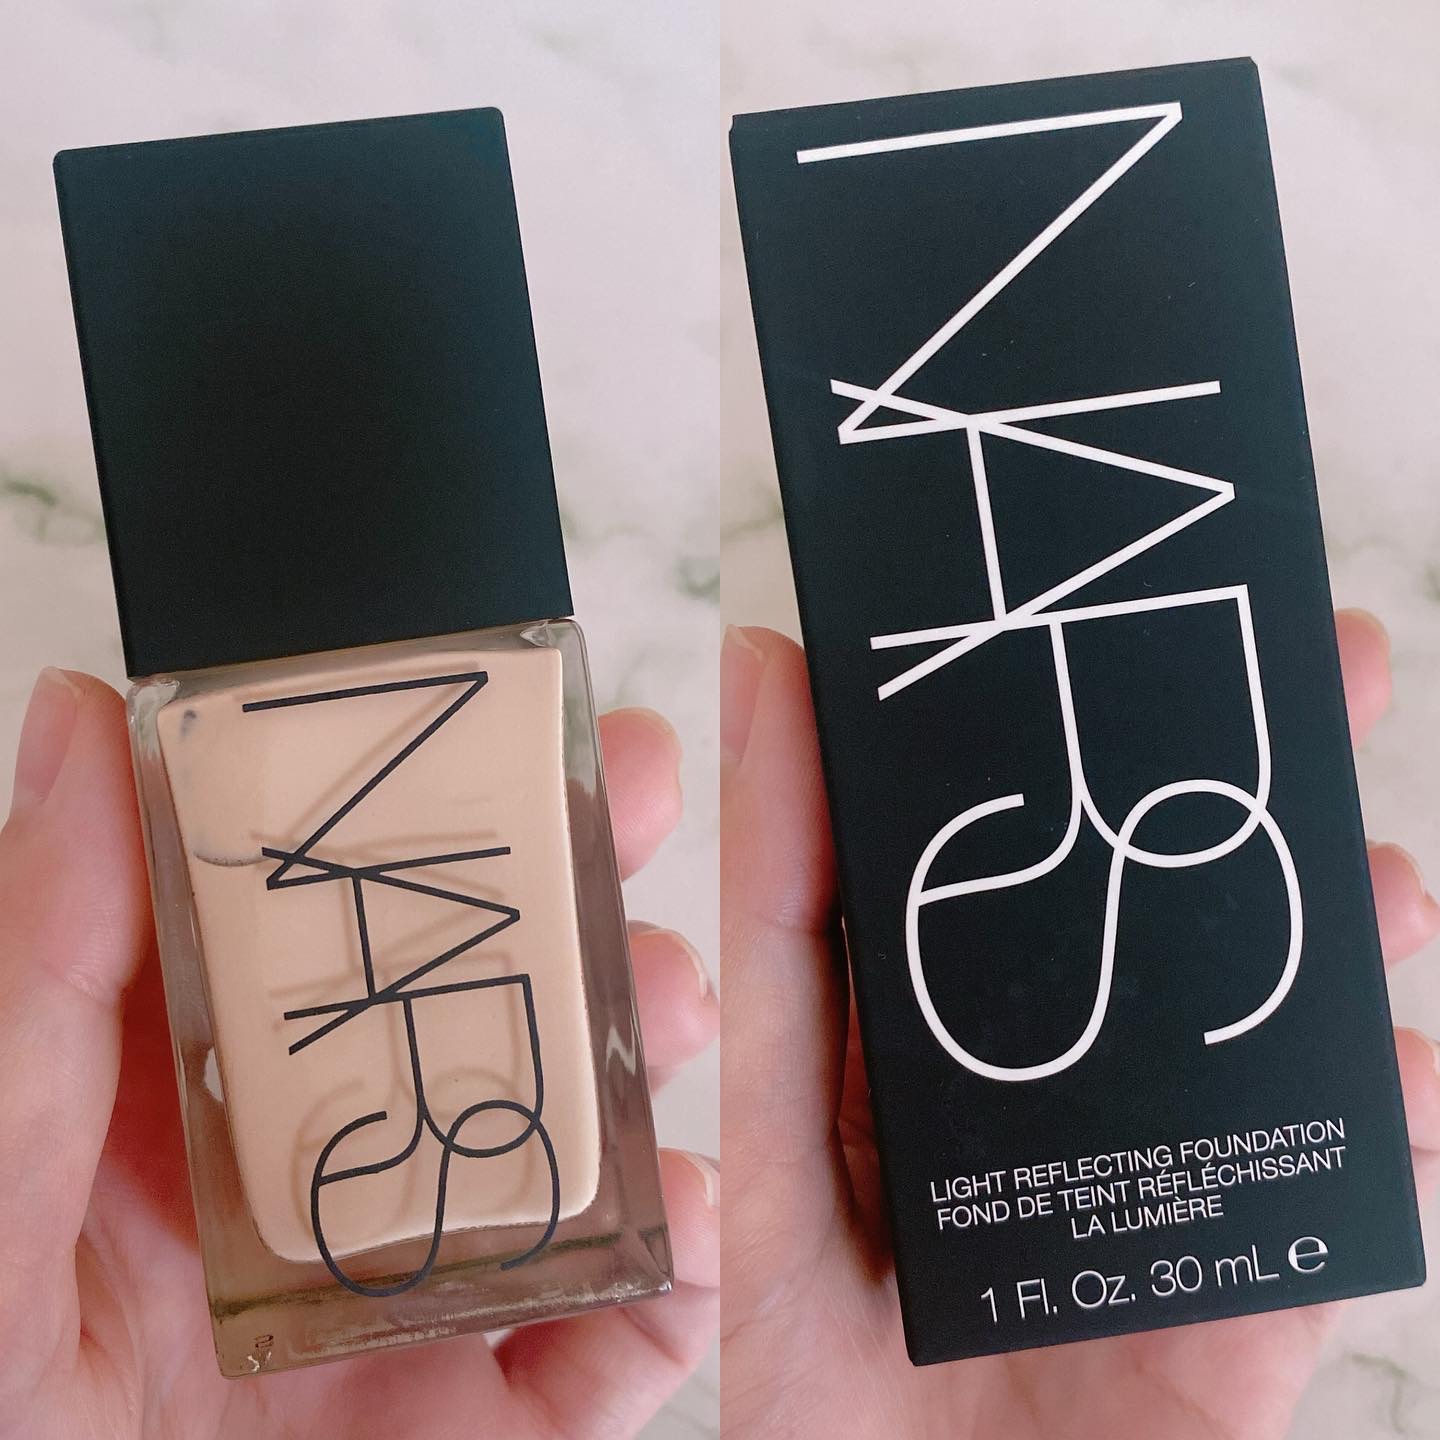 NARS
NARS
LIGHT REFLECTING FOUNDATION
FOND DE TEINT RÉFLÉCHISSANT
LA LUMIÈRE
1 Fl. Oz. 30 mL ℮